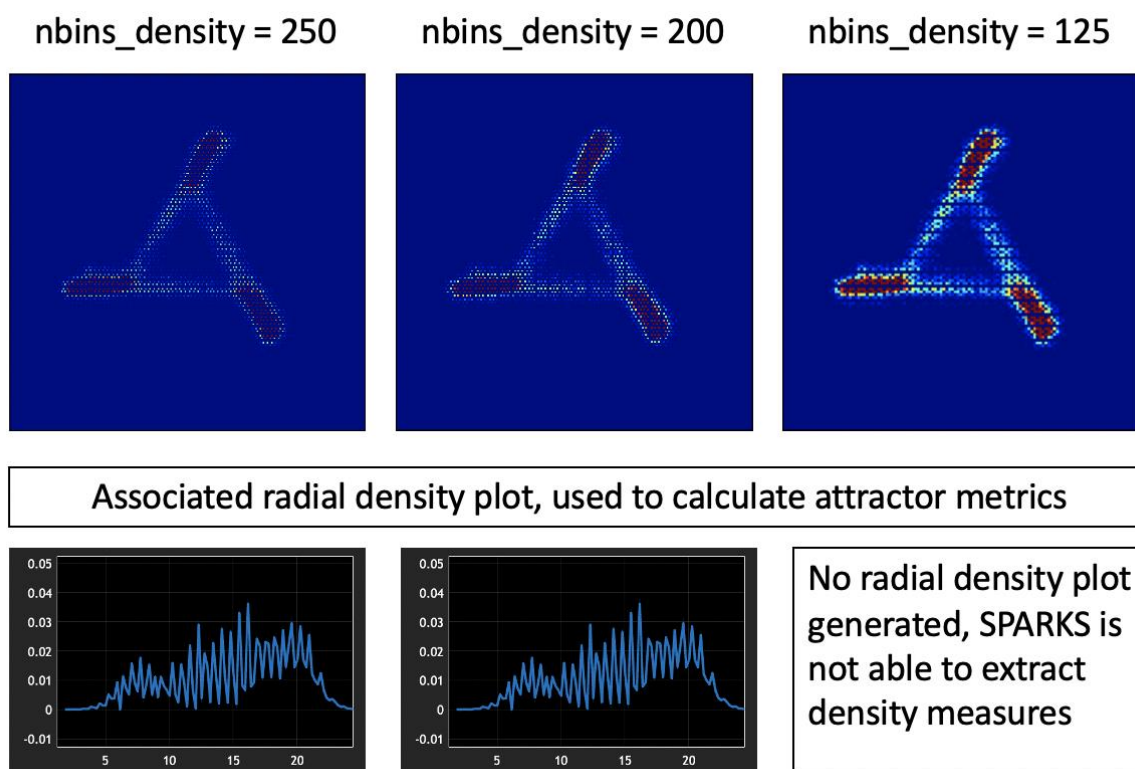 nbins_density = 250
nbins_density = 200
nbins_density = 125
Associated radial density plot, used to calculate attractor metrics
0.05
0.04
0.03
0.02
0.01
0
-0.01
5
10
15
20
0.05
0.04
0.03
0.02
0.01
0
-0.01
5
10
15
20
No radial density plot
generated, SPARKS is
not able to extract
density measures